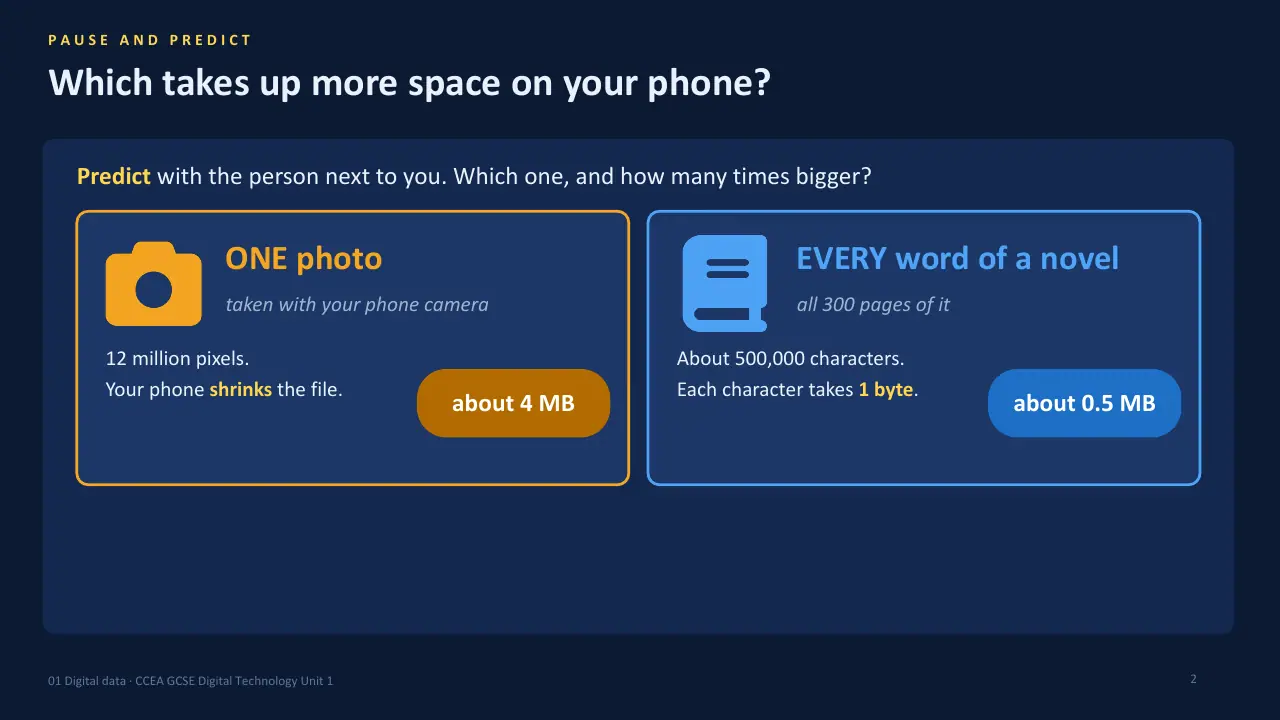 PAUSE AND PREDICT
Which takes up more space on your phone?
Predict with the person next to you. Which one, and how many times bigger?
ONE photo
taken with your phone camera
12 million pixels.
Your phone shrinks the file.
about 4 MB
EVERY word of a novel
all 300 pages of it
About 500,000 characters.
Each character takes 1 byte.
about 0.5 MB
01 Digital data · CCEA GCSE Digital Technology Unit 1
2